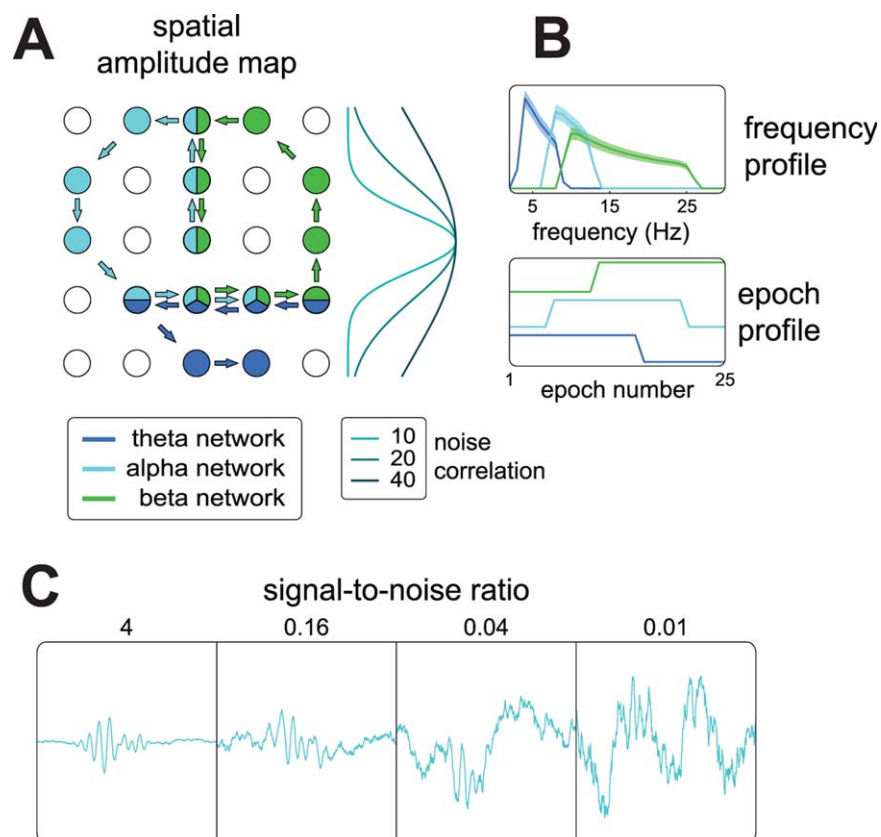 A
spatial
amplitude map
B
frequency
profile
5
15
25
frequency (Hz)
epoch
profile
1
25
epoch number
theta network
alpha network
beta network
10
20
40
noise
correlation
C
signal-to-noise ratio
4
0.16
0.04
0.01